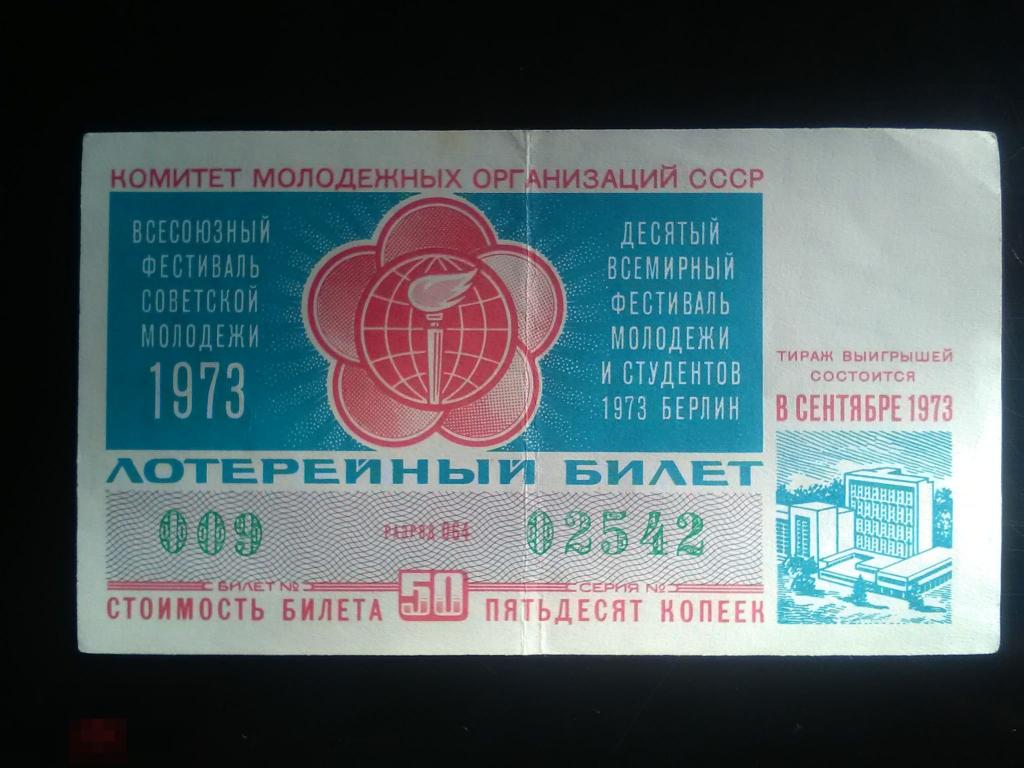 КОМИТЕТ МОЛОДЕЖНЫХ ОРГАНИЗАЦИЙ СССР
ВСЕСОЮЗНЫЙ
ФЕСТИВАЛЬ
СОВЕТСКОЙ
МОЛОДЕЖИ
1973
ДЕСЯТЫЙ
ВСЕМИРНЫЙ
ФЕСТИВАЛЬ
МОЛОДЕЖИ
И СТУДЕНТОВ
1973 БЕРЛИН
ТИРАЖ ВЫИГРЫШЕЙ
СОСТОИТСЯ
В СЕНТЯБРЕ 1973
ЛОТЕРЕЙНЫЙ БИЛЕТ
009 РАЗРЯД 064 02542
БИЛЕТ № СЕРИЯ №
СТОИМОСТЬ БИЛЕТА 50 ПЯТЬДЕСЯТ КОПЕЕК